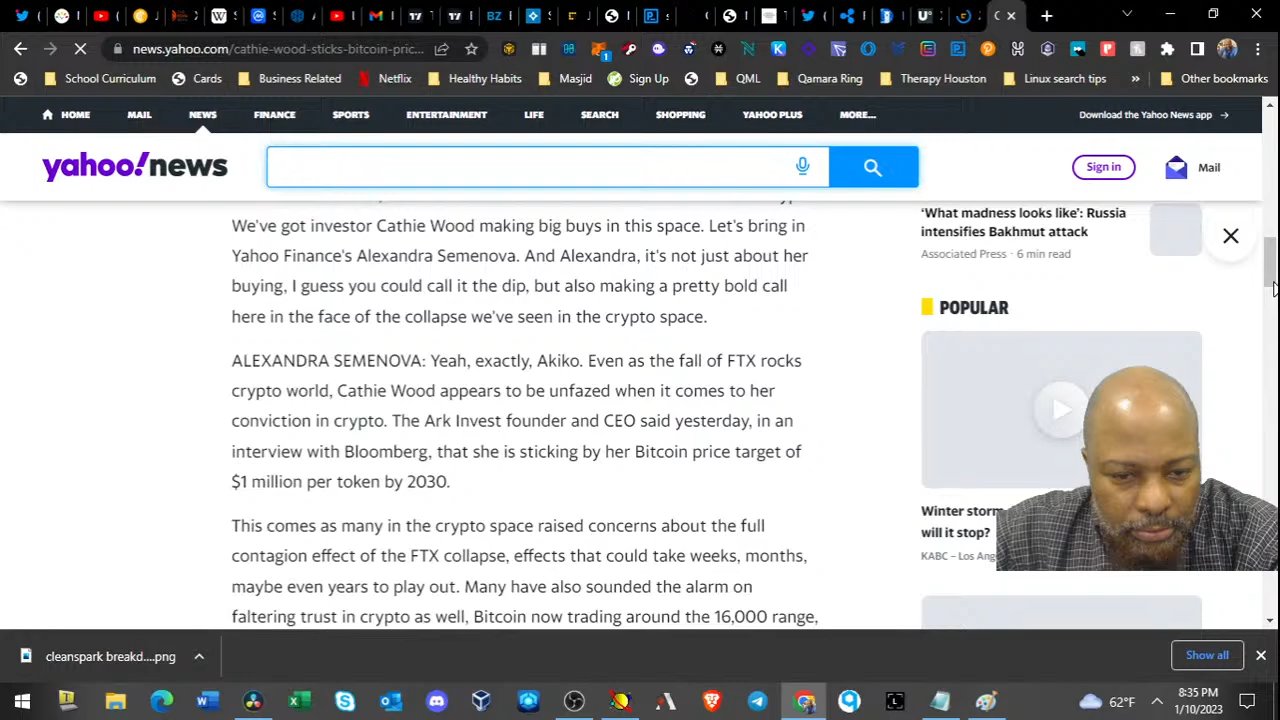 news.yahoo.com/cathie-wood-sticks-bitcoin-pric...
School Curriculum Cards Business Related Netflix Healthy Habits Masjid Sign Up QML Qamara Ring Therapy Houston Linux search tips Other bookmarks
HOME MAIL NEWS FINANCE SPORTS ENTERTAINMENT LIFE SEARCH SHOPPING YAHOO PLUS MORE... Download the Yahoo News app →
yahoo!news
Sign in Mail
We've got investor Cathie Wood making big buys in this space. Let's bring in
Yahoo Finance's Alexandra Semenova. And Alexandra, it's not just about her
buying, I guess you could call it the dip, but also making a pretty bold call
here in the face of the collapse we've seen in the crypto space.
ALEXANDRA SEMENOVA: Yeah, exactly, Akiko. Even as the fall of FTX rocks
crypto world, Cathie Wood appears to be unfazed when it comes to her
conviction in crypto. The Ark Invest founder and CEO said yesterday, in an
interview with Bloomberg, that she is sticking by her Bitcoin price target of
$1 million per token by 2030.
This comes as many in the crypto space raised concerns about the full
contagion effect of the FTX collapse, effects that could take weeks, months,
maybe even years to play out. Many have also sounded the alarm on
faltering trust in crypto as well, Bitcoin now trading around the 16,000 range,
'What madness looks like': Russia
intensifies Bakhmut attack
Associated Press · 6 min read
POPULAR
Winter storm
will it stop?
KABC – Los Ang
cleanspark breakd....png
Show all
62°F
8:35 PM
1/10/2023